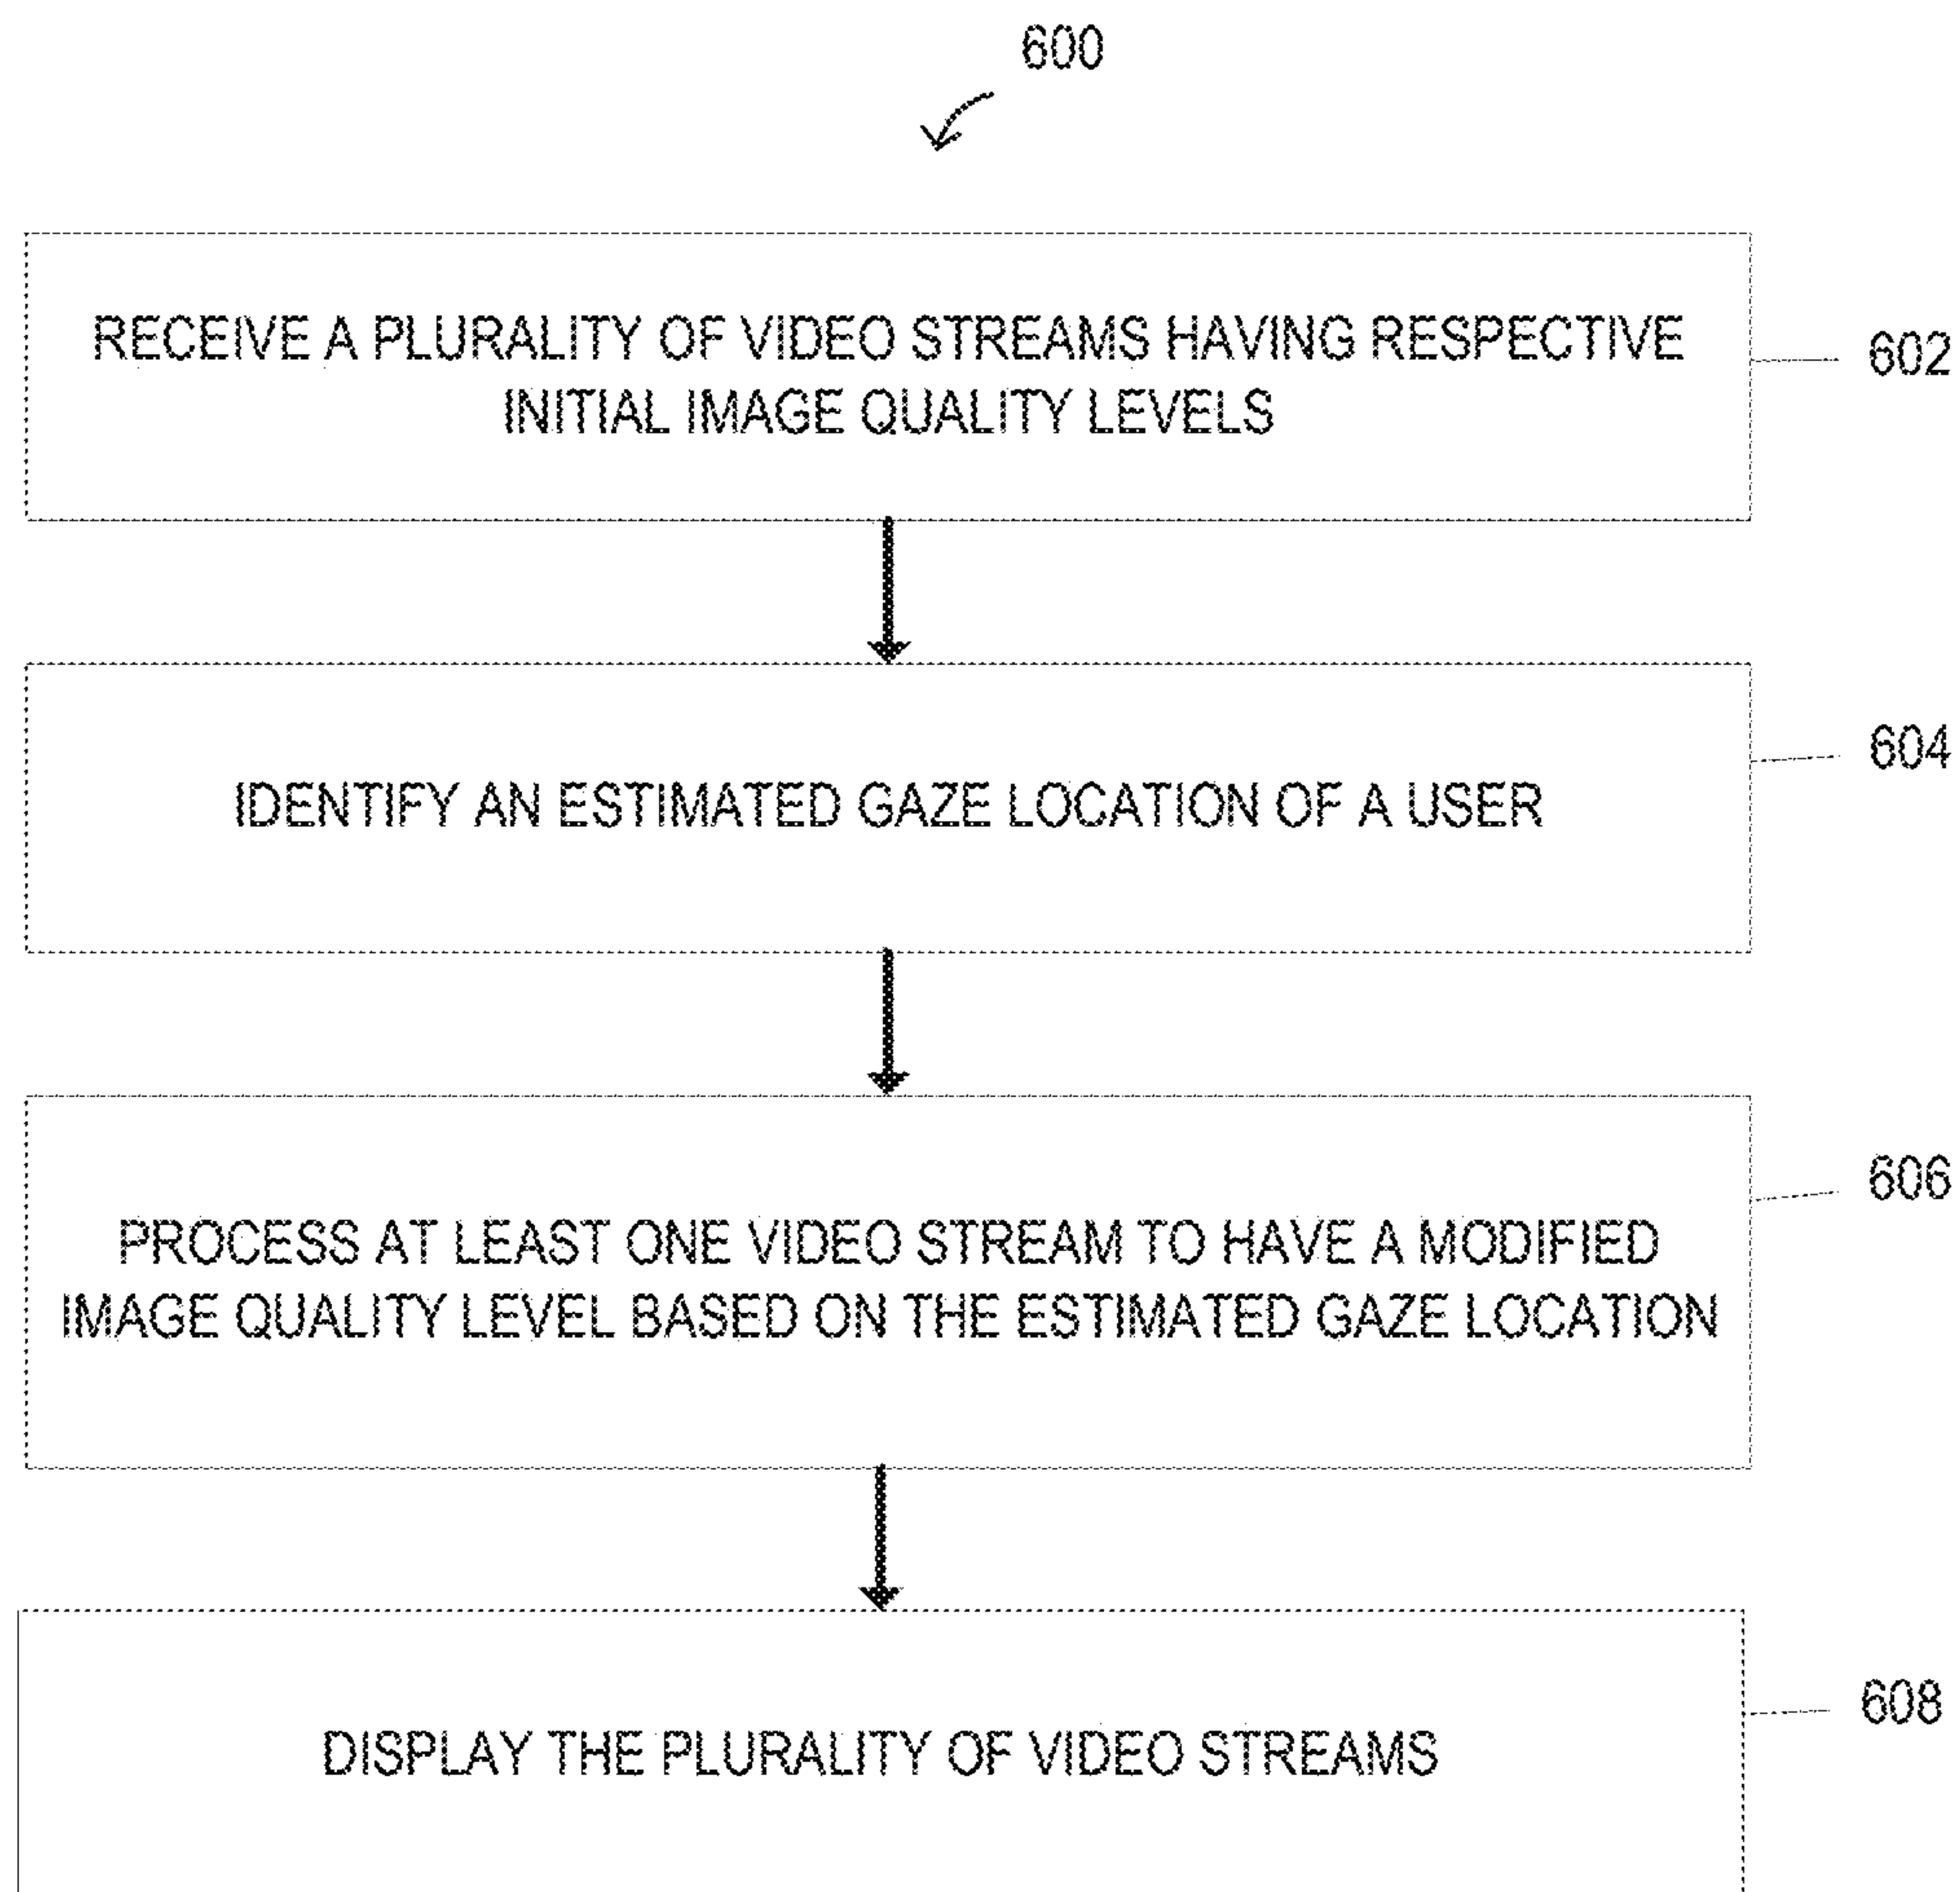 600
RECEIVE A PLURALITY OF VIDEO STREAMS HAVING RESPECTIVE
INITIAL IMAGE QUALITY LEVELS
602
IDENTIFY AN ESTIMATED GAZE LOCATION OF A USER
604
PROCESS AT LEAST ONE VIDEO STREAM TO HAVE A MODIFIED
IMAGE QUALITY LEVEL BASED ON THE ESTIMATED GAZE LOCATION
606
DISPLAY THE PLURALITY OF VIDEO STREAMS
608